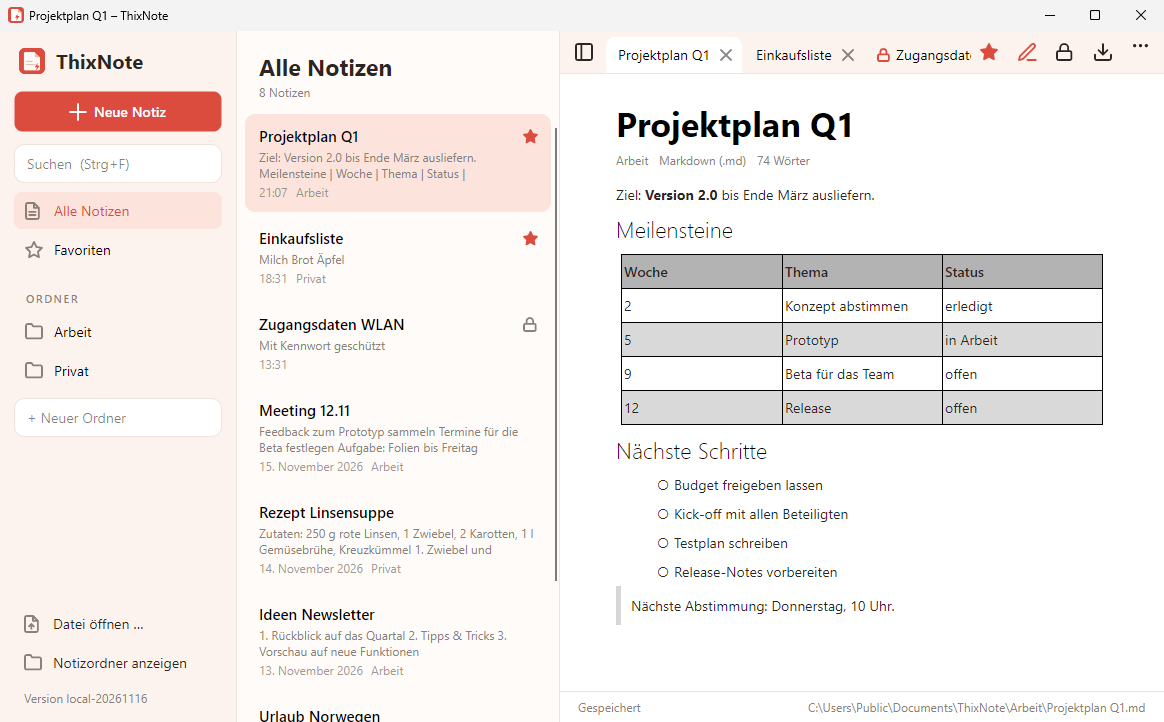 Projektplan Q1 – ThixNote
ThixNote
Neue Notiz
Suchen (Strg+F)
Alle Notizen
Favoriten
ORDNER
Arbeit
Privat
+ Neuer Ordner
Datei öffnen ...
Notizordner anzeigen
Version local-20261116
Alle Notizen
8 Notizen
Projektplan Q1
Ziel: Version 2.0 bis Ende März ausliefern.
Meilensteine | Woche | Thema | Status |
21:07 Arbeit
Einkaufsliste
Milch Brot Äpfel
18:31 Privat
Zugangsdaten WLAN
Mit Kennwort geschützt
13:31
Meeting 12.11
Feedback zum Prototyp sammeln Termine für die
Beta festlegen Aufgabe: Folien bis Freitag
15. November 2026 Arbeit
Rezept Linsensuppe
Zutaten: 250 g rote Linsen, 1 Zwiebel, 2 Karotten, 1 l
Gemüsebrühe, Kreuzkümmel 1. Zwiebel und
14. November 2026 Privat
Ideen Newsletter
1. Rückblick auf das Quartal 2. Tipps & Tricks 3.
Vorschau auf neue Funktionen
13. November 2026 Arbeit
Urlaub Norwegen
Projektplan Q1 Einkaufsliste Zugangsdat
Projektplan Q1
Arbeit Markdown (.md) 74 Wörter
Ziel: Version 2.0 bis Ende März ausliefern.
Meilensteine
Woche Thema Status
2 Konzept abstimmen erledigt
5 Prototyp in Arbeit
9 Beta für das Team offen
12 Release offen
Nächste Schritte
Budget freigeben lassen
Kick-off mit allen Beteiligten
Testplan schreiben
Release-Notes vorbereiten
Nächste Abstimmung: Donnerstag, 10 Uhr.
Gespeichert
C:\Users\Public\Documents\ThixNote\Arbeit\Projektplan Q1.md